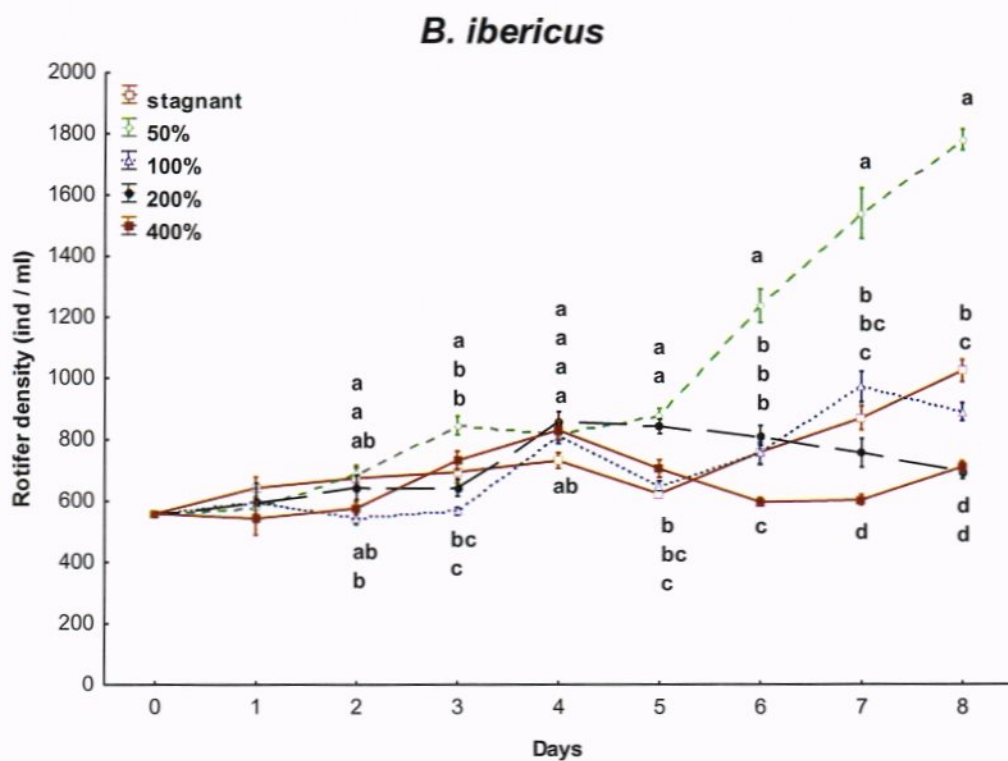 B. ibericus
2000
1800
1600
1400
1200
1000
800
600
400
200
0
Rotifer density (ind / ml)
stagnant
50%
100%
200%
400%
a
a
ab
ab
b
a
b
b
bc
c
a
a
a
a
ab
a
a
b
bc
c
a
b
b
b
c
a
b
bc
c
d
a
b
c
d
d
0 1 2 3 4 5 6 7 8
Days